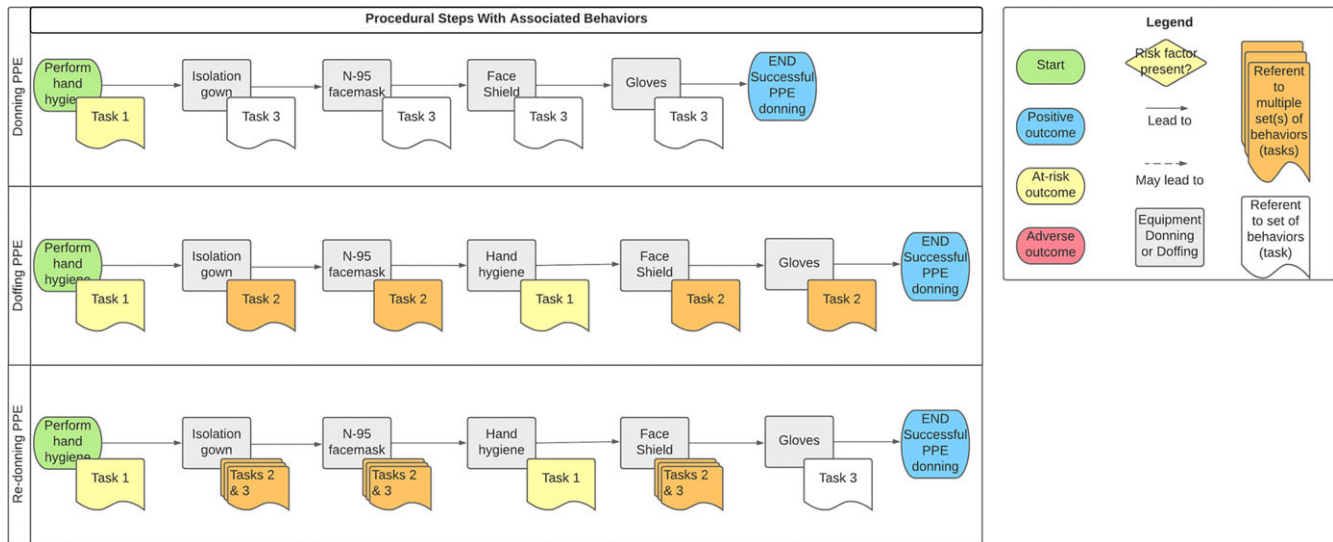 Procedural Steps With Associated Behaviors
Donning PPE
Perform
hand
hygiene
Task 1
Isolation
gown
Task 3
N-95
facemask
Task 3
Face
Shield
Task 3
Gloves
Task 3
END
Successful
PPE
donning
Doffing PPE
Perform
hand
hygiene
Task 1
Isolation
gown
Task 2
N-95
facemask
Task 2
Hand
hygiene
Task 1
Face
Shield
Task 2
Gloves
Task 2
END
Successful
PPE
donning
Re-donning PPE
Perform
hand
hygiene
Task 1
Isolation
gown
Tasks 2
& 3
N-95
facemask
Tasks 2
& 3
Hand
hygiene
Task 1
Face
Shield
Tasks 2
& 3
Gloves
Task 3
END
Successful
PPE
donning
Legend
Start
Positive
outcome
At-risk
outcome
Adverse
outcome
Risk factor
present?
Lead to
May lead to
Equipment
Donning
or Doffing
Referent
to
multiple
set(s) of
behaviors
(tasks)
Referent
to set of
behaviors
(task)